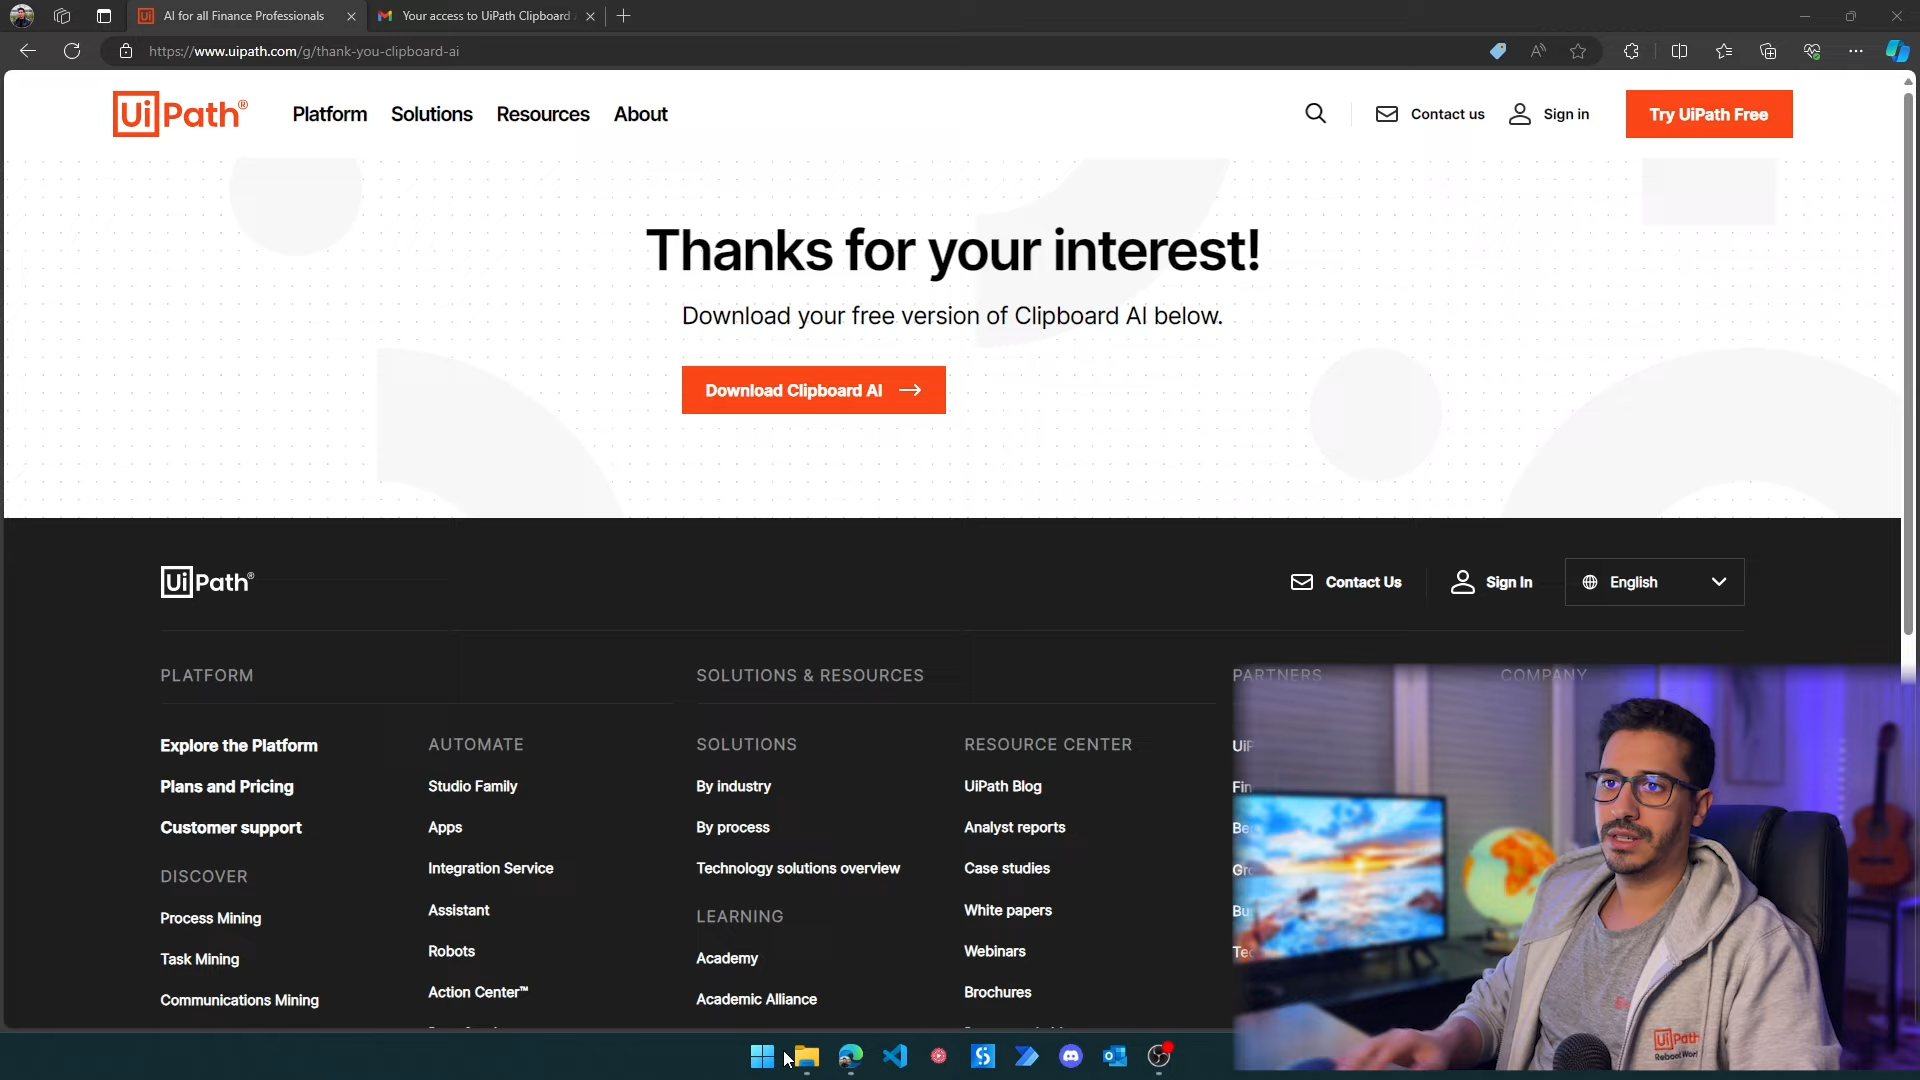 AI for all Finance Professionals
Your access to UiPath Clipboard
https://www.uipath.com/g/thank-you-clipboard-ai
UiPath®
Platform
Solutions
Resources
About
Contact us
Sign in
Try UiPath Free
Thanks for your interest!
Download your free version of Clipboard AI below.
Download Clipboard AI
UiPath®
Contact Us
Sign In
English
PLATFORM
SOLUTIONS & RESOURCES
PARTNERS
COMPANY
Explore the Platform
Plans and Pricing
Customer support
DISCOVER
Process Mining
Task Mining
Communications Mining
AUTOMATE
Studio Family
Apps
Integration Service
Assistant
Robots
Action Center™
SOLUTIONS
By industry
By process
Technology solutions overview
LEARNING
Academy
Academic Alliance
RESOURCE CENTER
UiPath Blog
Analyst reports
Case studies
White papers
Webinars
Brochures
UiPath